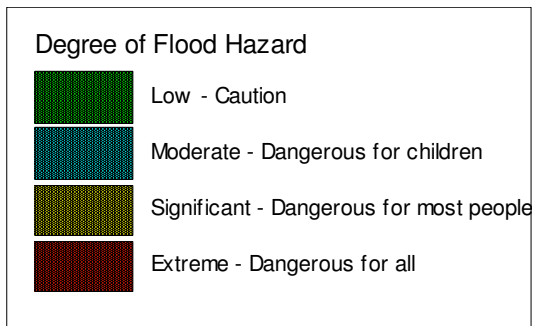 Degree of Flood Hazard
Low - Caution
Moderate - Dangerous for children
Significant - Dangerous for most people
Extreme - Dangerous for all